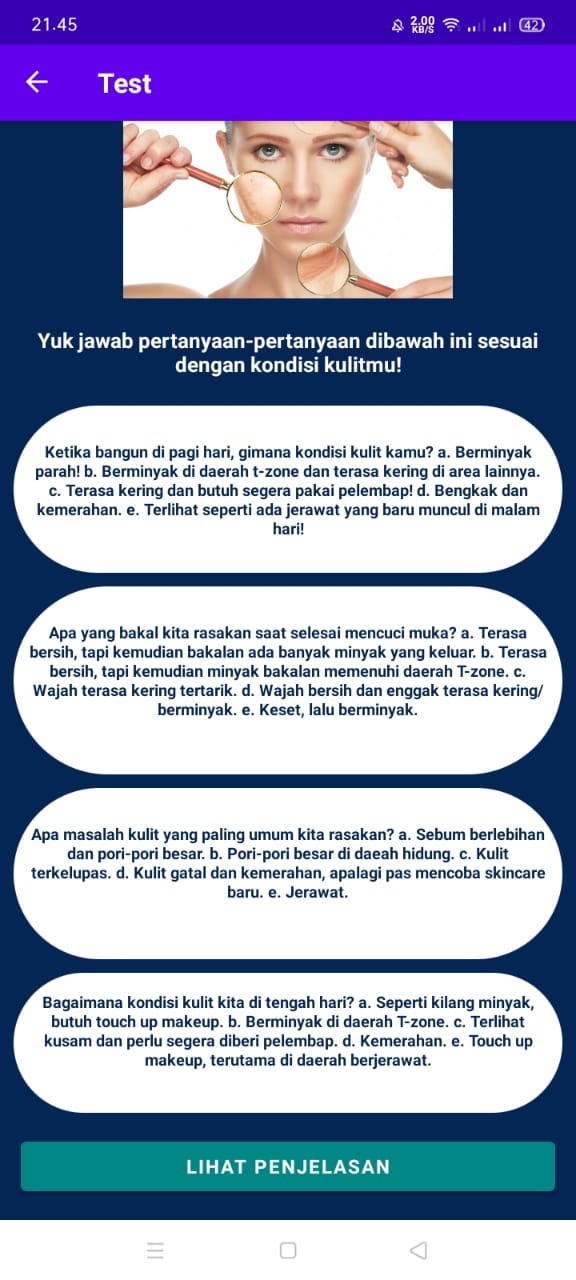 21.45
2.00
KB/S
42
Test
Yuk jawab pertanyaan-pertanyaan dibawah ini sesuai
dengan kondisi kulitmu!
Ketika bangun di pagi hari, gimana kondisi kulit kamu? a. Berminyak
parah! b. Berminyak di daerah t-zone dan terasa kering di area lainnya.
c. Terasa kering dan butuh segera pakai pelembap! d. Bengkak dan
kemerahan. e. Terlihat seperti ada jerawat yang baru muncul di malam
hari!
Apa yang bakal kita rasakan saat selesai mencuci muka? a. Terasa
bersih, tapi kemudian bakalan ada banyak minyak yang keluar. b. Terasa
bersih, tapi kemudian minyak bakalan memenuhi daerah T-zone. c.
Wajah terasa kering tertarik. d. Wajah bersih dan enggak terasa kering/
berminyak. e. Keset, lalu berminyak.
Apa masalah kulit yang paling umum kita rasakan? a. Sebum berlebihan
dan pori-pori besar. b. Pori-pori besar di daeah hidung. c. Kulit
terkelupas. d. Kulit gatal dan kemerahan, apalagi pas mencoba skincare
baru. e. Jerawat.
Bagaimana kondisi kulit kita di tengah hari? a. Seperti kilang minyak,
butuh touch up makeup. b. Berminyak di daerah T-zone. c. Terlihat
kusam dan perlu segera diberi pelembap. d. Kemerahan. e. Touch up
makeup, terutama di daerah berjerawat.
LIHAT PENJELASAN